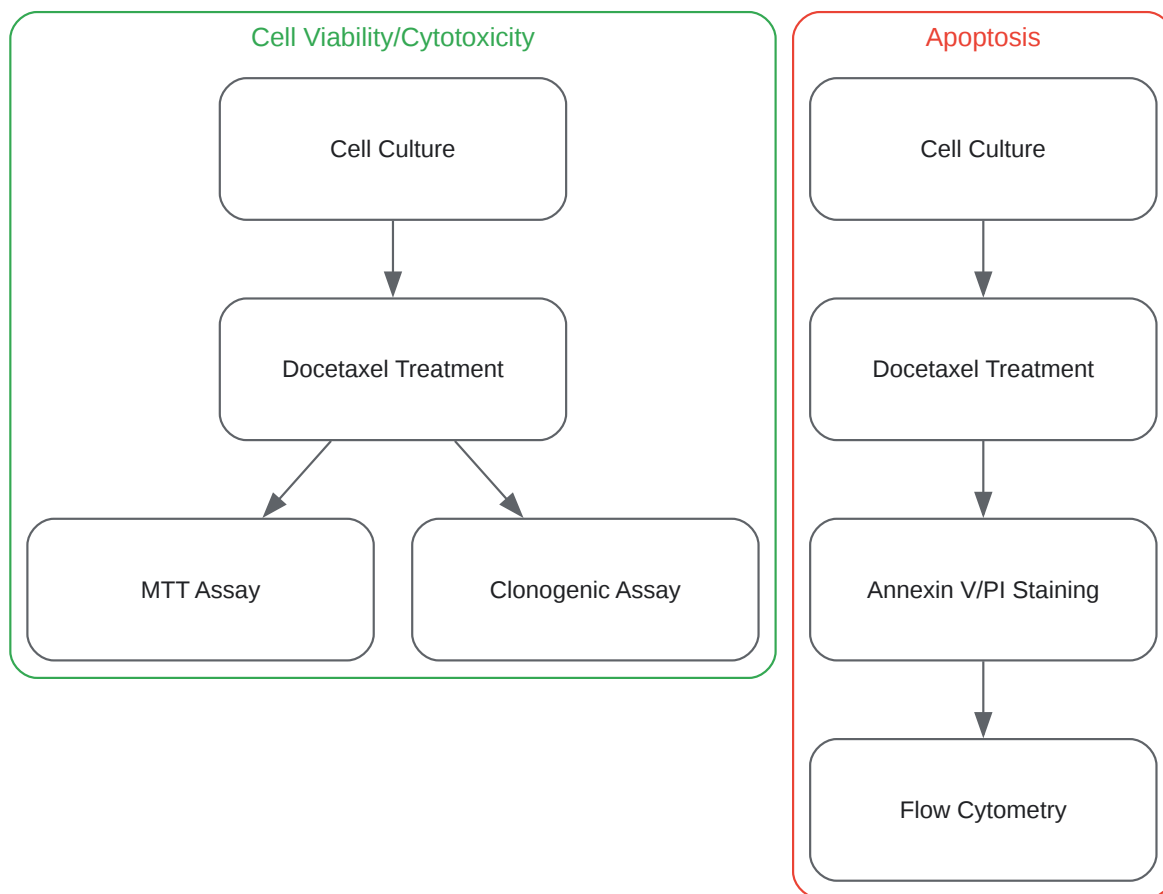 Cell Viability/Cytotoxicity
Cell Culture
Docetaxel Treatment
MTT Assay
Clonogenic Assay
Apoptosis
Cell Culture
Docetaxel Treatment
Annexin V/PI Staining
Flow Cytometry